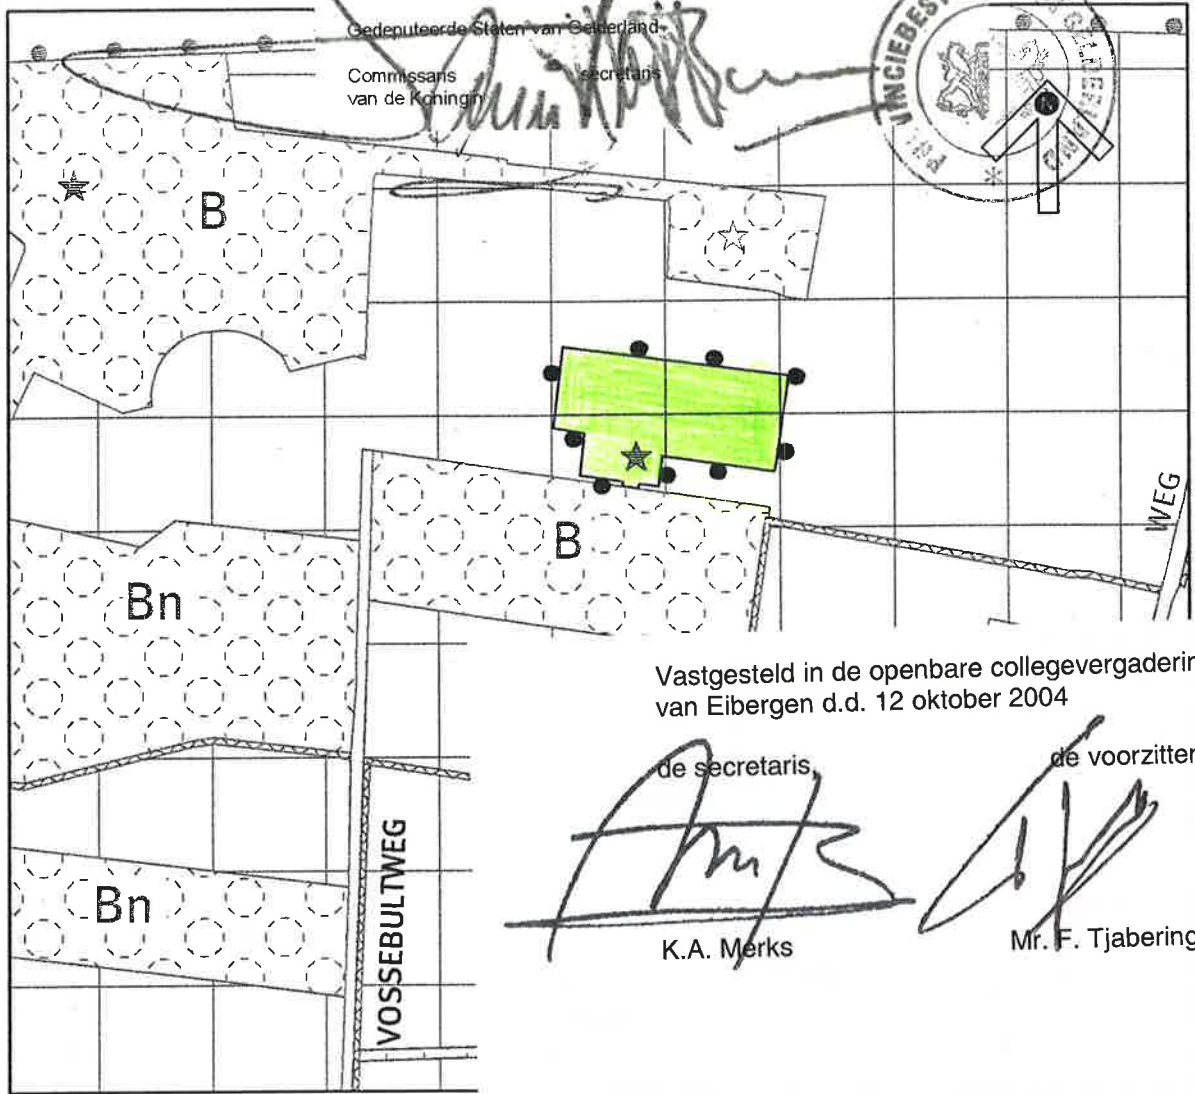 Gedeputeerde Staten van Gelderland
Commissaris secretaris
van de Koningin
B
B
WEG
Bn
Vastgesteld in de openbare collegevergaderin
van Eibergen d.d. 12 oktober 2004
de secretaris, de voorzitter
VOSSEBULTWEG
Bn
K.A. Merks Mr. F. Tjabering